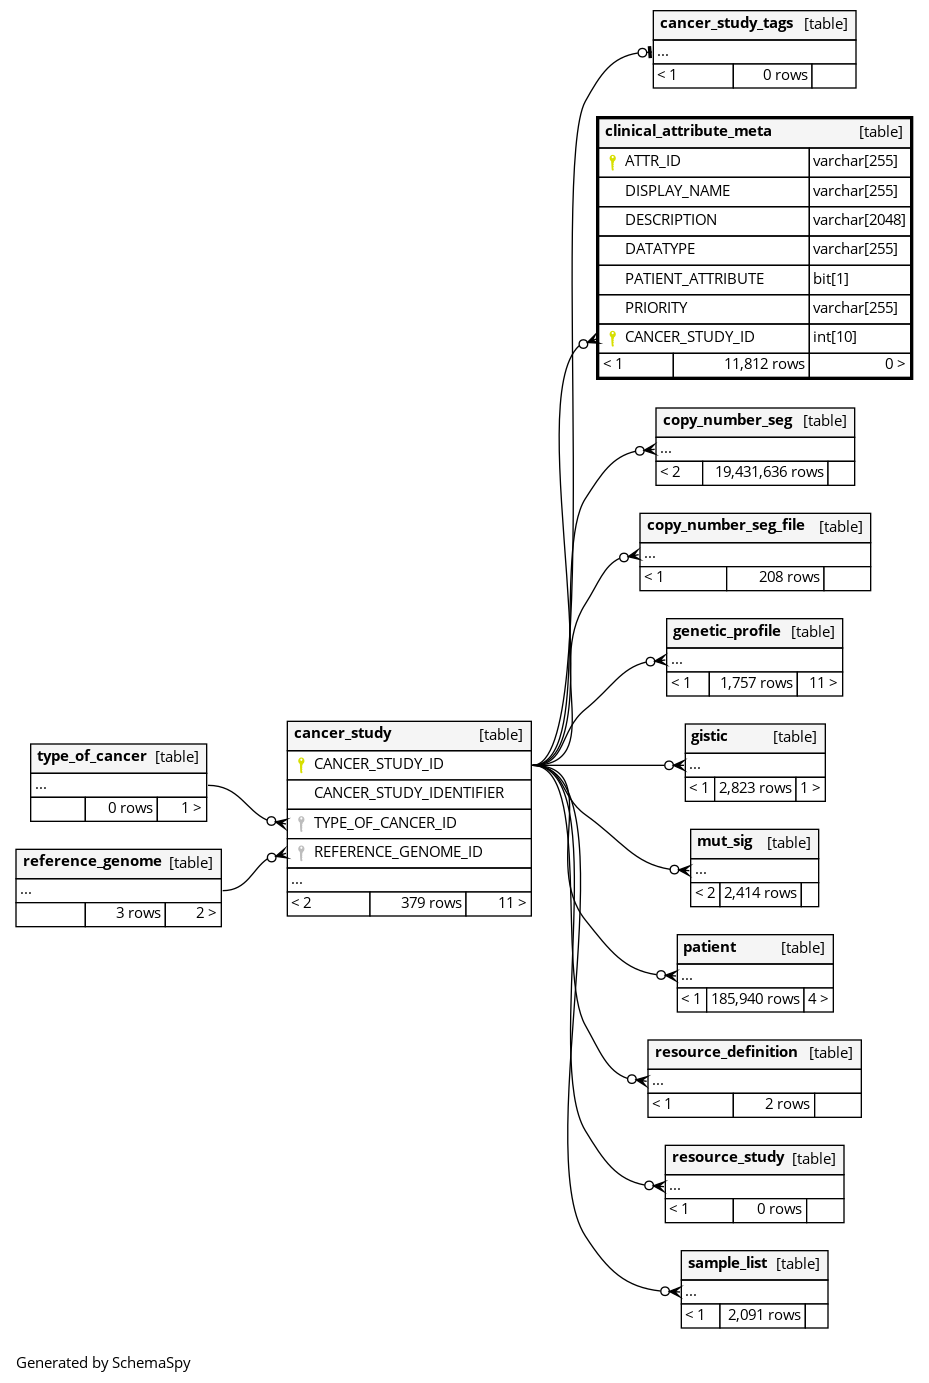 cancer_study_tags [table]
...
< 1 0 rows
clinical_attribute_meta [table]
ATTR_ID varchar[255]
DISPLAY_NAME varchar[255]
DESCRIPTION varchar[2048]
DATATYPE varchar[255]
PATIENT_ATTRIBUTE bit[1]
PRIORITY varchar[255]
CANCER_STUDY_ID int[10]
< 1 11,812 rows 0 >
copy_number_seg [table]
...
< 2 19,431,636 rows
copy_number_seg_file [table]
...
< 1 208 rows
genetic_profile [table]
...
< 1 1,757 rows 11 >
type_of_cancer [table]
...
0 rows 1 >
reference_genome [table]
...
3 rows 2 >
cancer_study [table]
CANCER_STUDY_ID
CANCER_STUDY_IDENTIFIER
TYPE_OF_CANCER_ID
REFERENCE_GENOME_ID
...
< 2 379 rows 11 >
gistic [table]
...
< 1 2,823 rows 1 >
mut_sig [table]
...
< 2 2,414 rows
patient [table]
...
< 1 185,940 rows 4 >
resource_definition [table]
...
< 1 2 rows
resource_study [table]
...
< 1 0 rows
sample_list [table]
...
< 1 2,091 rows
Generated by SchemaSpy